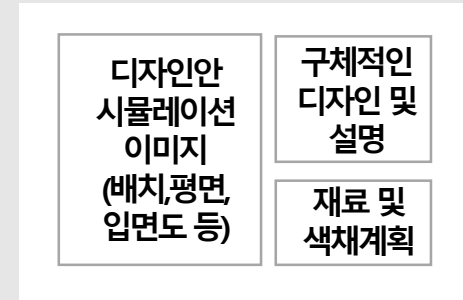 디자인안
시뮬레이션
이미지
(배치,평면,
입면도 등)
구체적인
디자인 및
설명
재료 및
색채계획